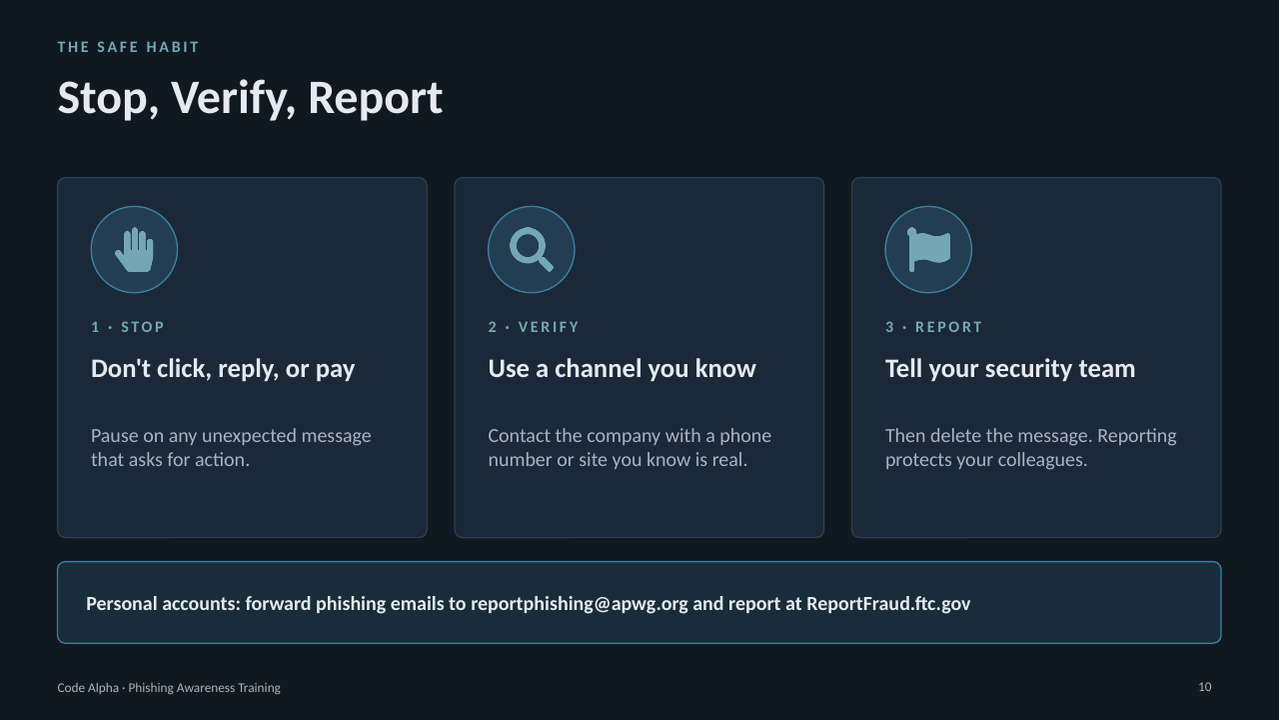 THE SAFE HABIT
Stop, Verify, Report
1 · STOP
Don't click, reply, or pay
Pause on any unexpected message
that asks for action.
2 · VERIFY
Use a channel you know
Contact the company with a phone
number or site you know is real.
3 · REPORT
Tell your security team
Then delete the message. Reporting
protects your colleagues.
Personal accounts: forward phishing emails to reportphishing@apwg.org and report at ReportFraud.ftc.gov
Code Alpha · Phishing Awareness Training
10